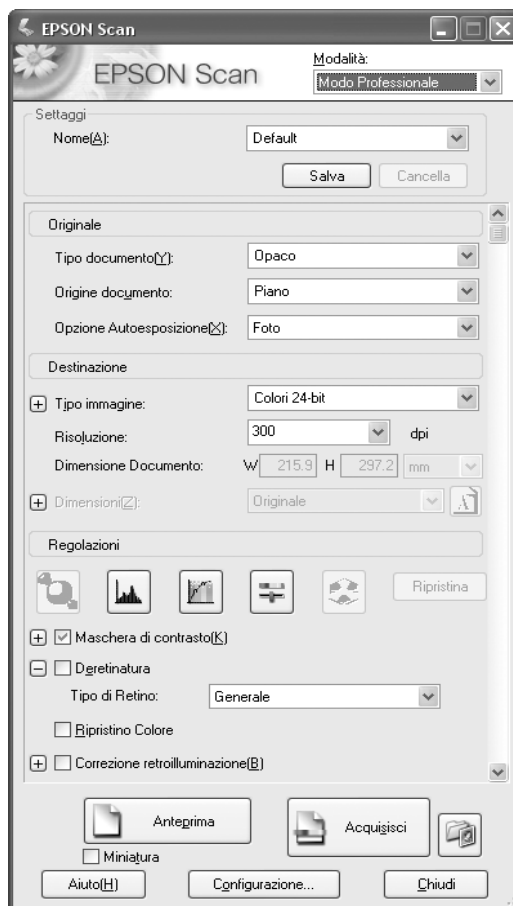 EPSON Scan
EPSON Scan
Modalità:
Modo Professionale
Settaggi
Nome(A): Default
Salva Cancella
Originale
Tipo documento(Y): Opaco
Origine documento: Piano
Opzione Autoesposizione(X): Foto
Destinazione
Tipo immagine: Colori 24-bit
Risoluzione: 300 dpi
Dimensione Documento: W 215.9 H 297.2 mm
Dimensioni(Z): Originale A
Regolazioni
Ripristina
Maschera di contrasto(K)
Deretinatura
Tipo di Retino: Generale
Ripristino Colore
Correzione retroilluminazione(B)
Anteprima Acquisisci
Miniatura
Aiuto(H) Configurazione... Chiudi